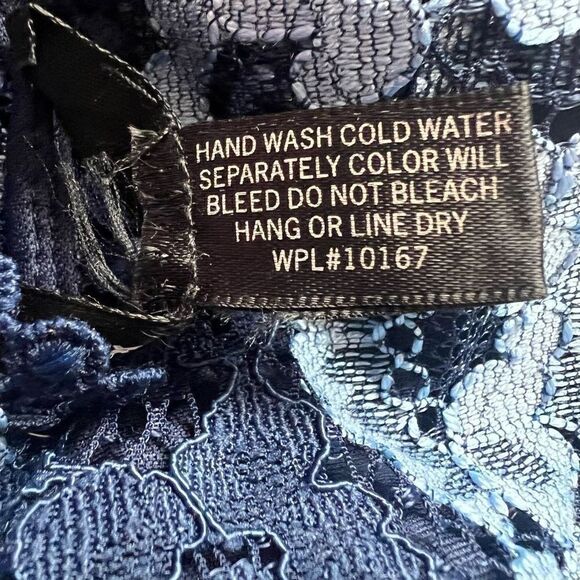 HAND WASH COLD WATER
SEPARATELY COLOR WILL
BLEED DO NOT BLEACH
HANG OR LINE DRY
WPL#10167